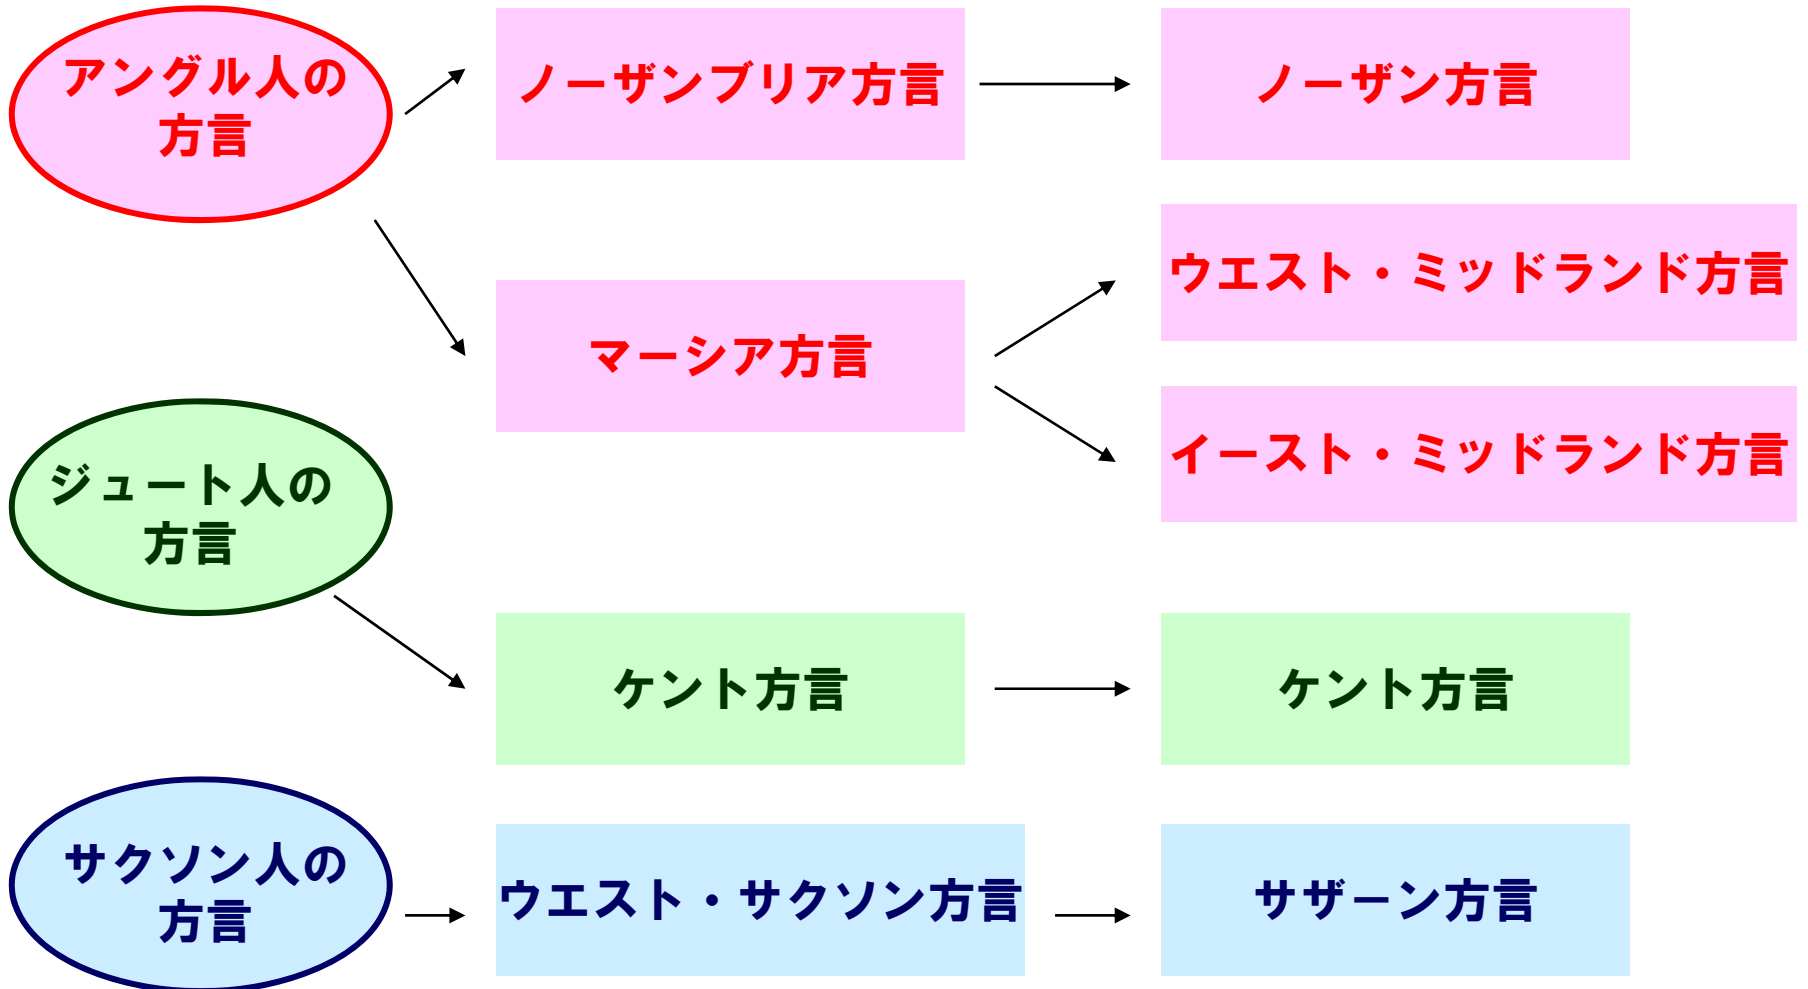 アングル人の
方言
ノーザンブリア方言
ノーザン方言
ウエスト・ミッドランド方言
マーシア方言
イースト・ミッドランド方言
ジュート人の
方言
ケント方言
ケント方言
サクソン人の
方言
ウエスト・サクソン方言
サザーン方言